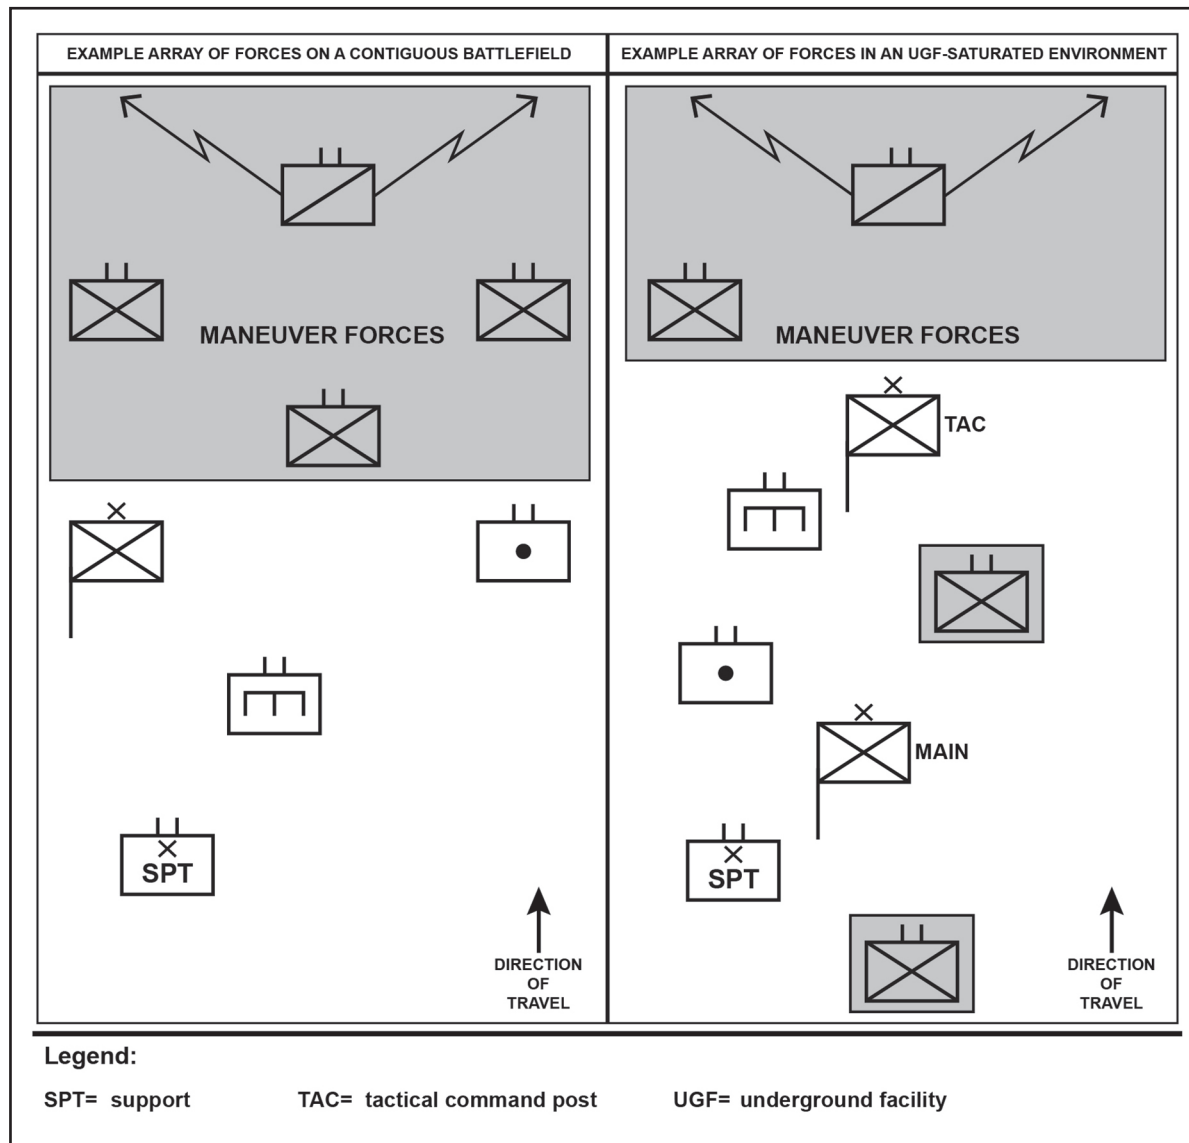 EXAMPLE ARRAY OF FORCES ON A CONTIGUOUS BATTLEFIELD
MANEUVER FORCES
SPT
DIRECTION
OF
TRAVEL
EXAMPLE ARRAY OF FORCES IN AN UGF-SATURATED ENVIRONMENT
MANEUVER FORCES
TAC
MAIN
SPT
DIRECTION
OF
TRAVEL
Legend:
SPT= support TAC= tactical command post UGF= underground facility